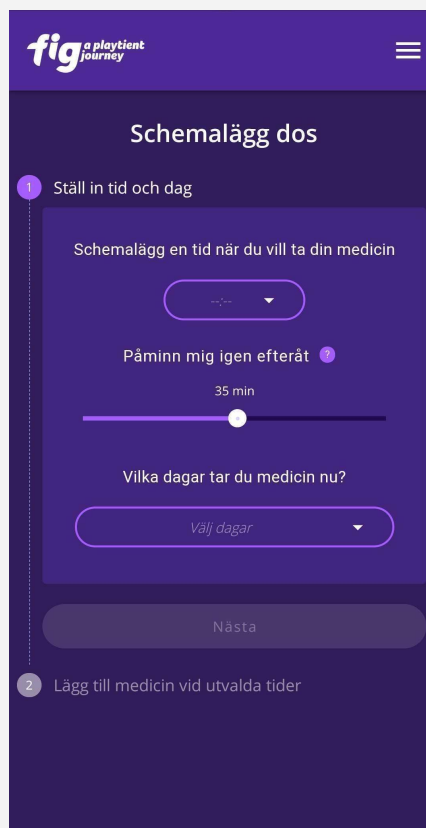 fig a playtient
journey
Schemalägg dos
1 Ställ in tid och dag
Schemalägg en tid när du vill ta din medicin
--:--
Påminn mig igen efteråt ?
35 min
Vilka dagar tar du medicin nu?
Välj dagar
Nästa
2 Lägg till medicin vid utvalda tider